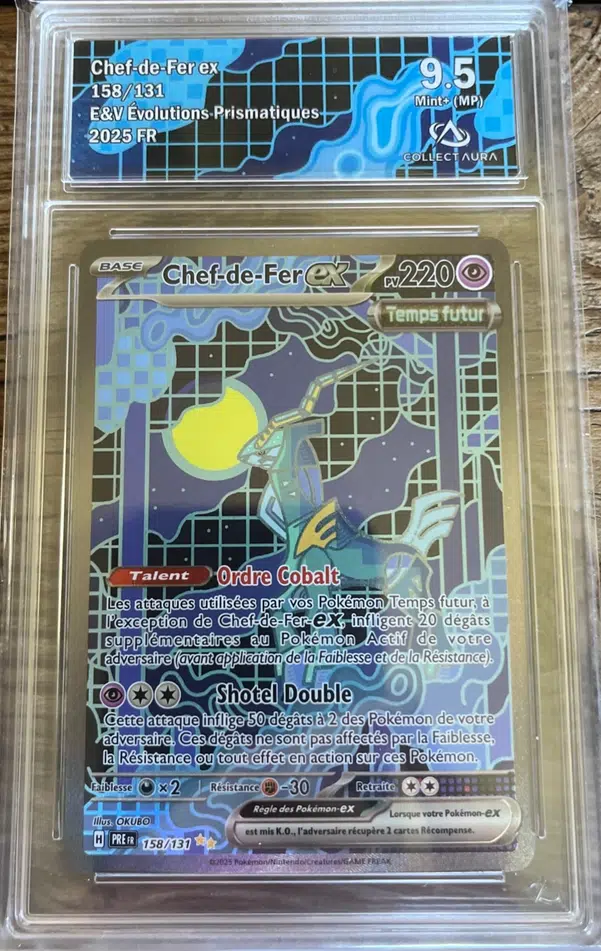 Chef-de-Fer ex
158/131
E&V Évolutions Prismatiques
2025 FR
9.5
Mint+ (MP)
COLLECT AURA
BASE
Chef-de-Fer ex
PV 220
Temps futur
Talent Ordre Cobalt
Les attaques utilisées par vos Pokémon Temps futur, à
l'exception de Chef-de-Fer-ex, infligent 20 dégâts
supplémentaires au Pokémon Actif de votre
adversaire (avant application de la Faiblesse et de la Résistance).
Shotel Double
Cette attaque inflige 50 dégâts à 2 des Pokémon de votre
adversaire. Ces dégâts ne sont pas affectés par la Faiblesse,
la Résistance ou tout effet en action sur ces Pokémon.
Faiblesse ×2 Résistance -30 Retraite
Règle des Pokémon-ex
Lorsque votre Pokémon-ex
est mis K.O., l'adversaire récupère 2 cartes Récompense.
Illus. OKUBO
H PRE FR 158/131
©2025 Pokémon/Nintendo/Creatures/GAME FREAK